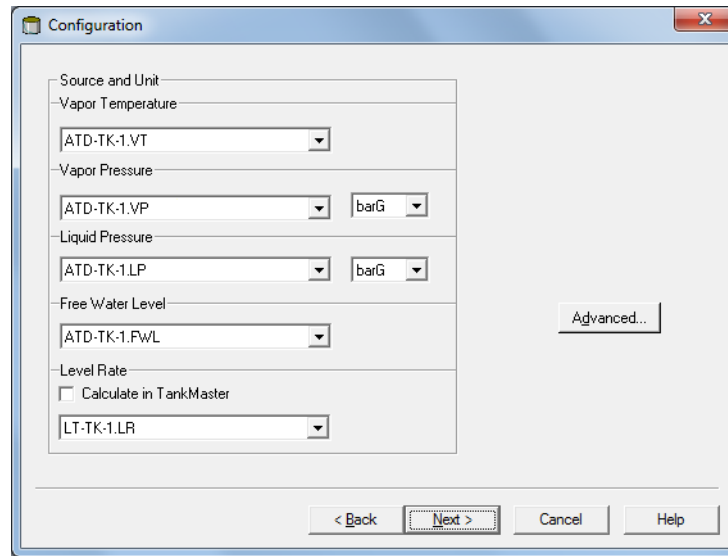 Configuration
Source and Unit
Vapor Temperature
ATD-TK-1.VT
Vapor Pressure
ATD-TK-1.VP barG
Liquid Pressure
ATD-TK-1.LP barG
Free Water Level
ATD-TK-1.FWL
Advanced...
Level Rate
Calculate in TankMaster
LT-TK-1.LR
< Back Next > Cancel Help